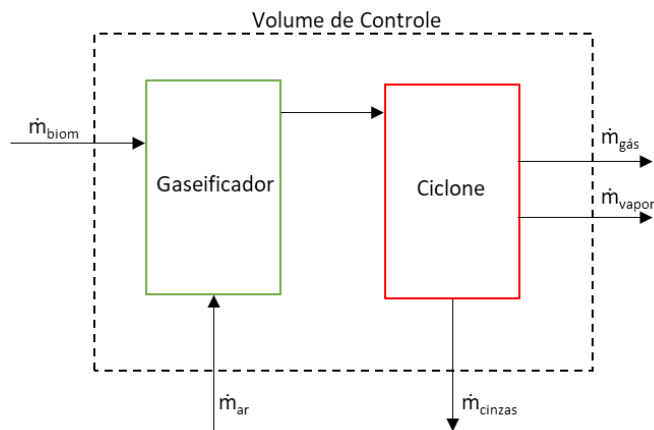 Volume de Controle
ṁbiom
Gaseificador
Ciclone
ṁgás
ṁvapor
ṁar
ṁcinzas